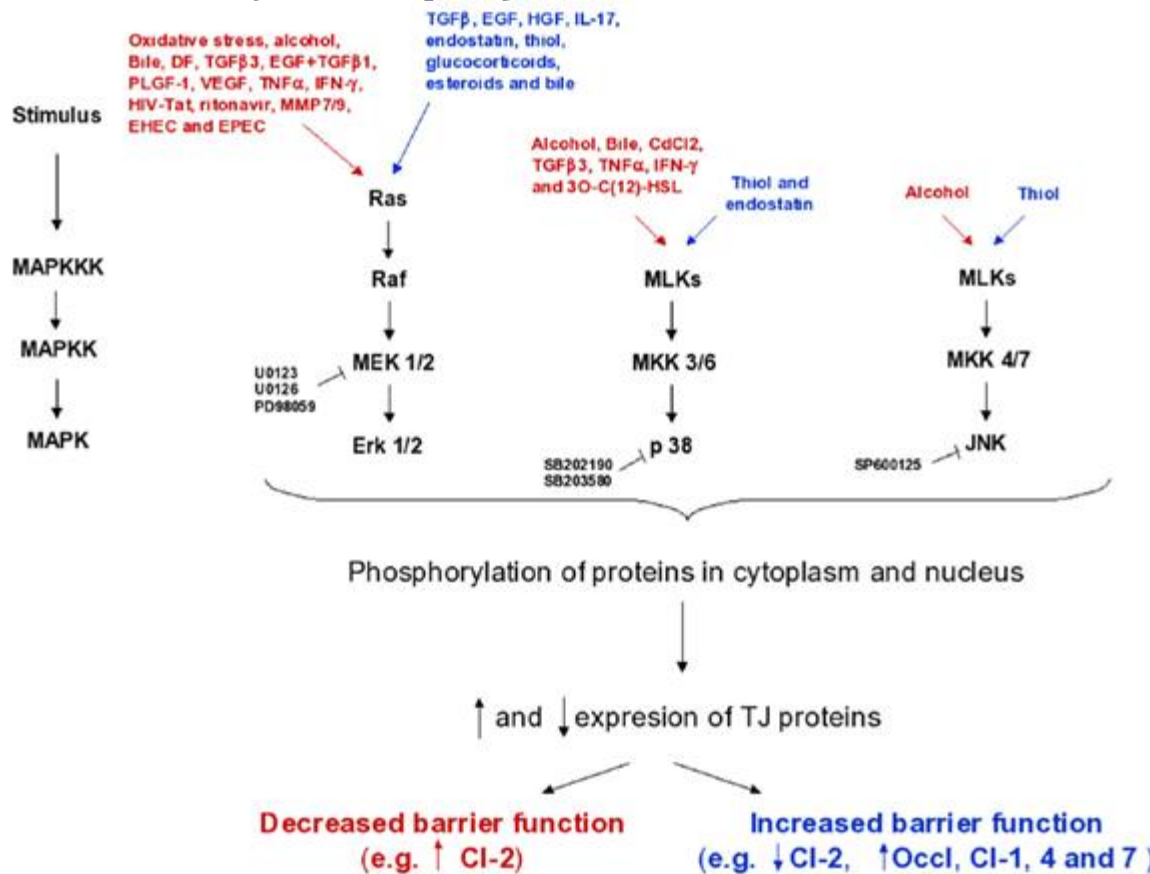 TGFβ, EGF, HGF, IL-17,
endostatin, thiol,
glucocorticoids,
esteroids and bile
Oxidative stress, alcohol,
Bile, DF, TGFβ3, EGF+TGFβ1,
PLGF-1, VEGF, TNFα, IFN-γ,
HIV-Tat, ritonavir, MMP7/9,
EHEC and EPEC
Stimulus
MAPKKK
MAPKK
MAPK
Ras
Raf
MEK 1/2
U0123
U0126
PD98059
Erk 1/2
Alcohol, Bile, CdCl2,
TGFβ3, TNFα, IFN-γ
and 3O-C(12)-HSL
Thiol and
endostatin
MLKs
MKK 3/6
p 38
SB202190
SB203580
Alcohol
Thiol
MLKs
MKK 4/7
JNK
SP600125
Phosphorylation of proteins in cytoplasm and nucleus
↑ and ↓ expresion of TJ proteins
Decreased barrier function
(e.g. ↑ Cl-2)
Increased barrier function
(e.g. ↓Cl-2, ↑Occl, Cl-1, 4 and 7 )